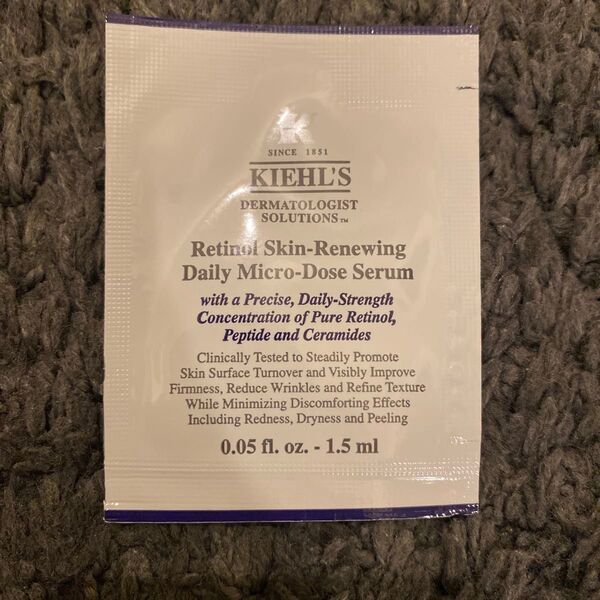 SINCE 1851
KIEHL'S
DERMATOLOGIST
SOLUTIONS™
Retinol Skin-Renewing
Daily Micro-Dose Serum
with a Precise, Daily-Strength
Concentration of Pure Retinol,
Peptide and Ceramides
Clinically Tested to Steadily Promote
Skin Surface Turnover and Visibly Improve
Firmness, Reduce Wrinkles and Refine Texture
While Minimizing Discomforting Effects
Including Redness, Dryness and Peeling
0.05 fl. oz. - 1.5 ml